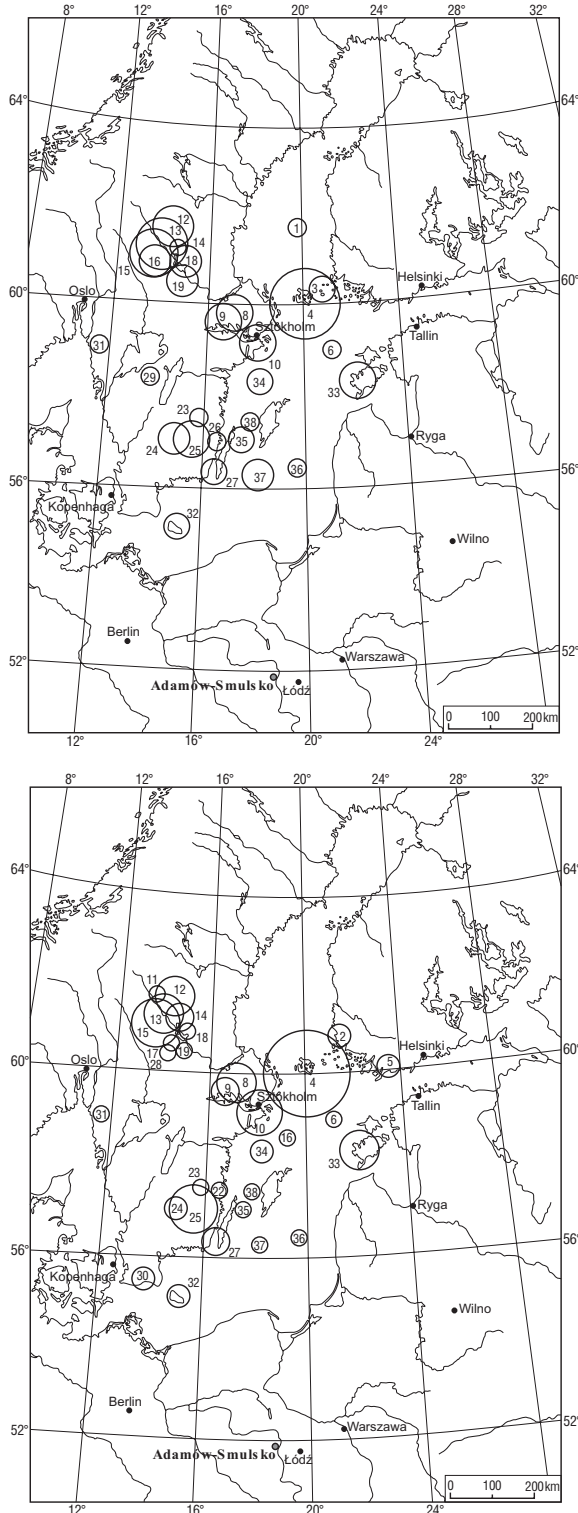 8° 12° 16° 20° 24° 28° 32°
64° 64°
12
13
1
14
15 16 18
19
Helsinki
60° Oslo 3 60°
9 8 4
Sztokholm Tallin
31 10 6
29 34 33
23 38
26
24 25 35 Ryga
56° 27 37 36 56°
Kopenhaga
32
Wilno
Berlin
52° Warszawa 52°
Adamów-Smulsko Łódź
0 100 200km
12° 16° 20° 24°
8° 12° 16° 20° 24° 28° 32°
64° 64°
11 12
13 14
15 18 2
17 19 Helsinki
60° Oslo 28 5 60°
9 8 4
Sztokholm Tallin
31 10 6
16
34 33
23 22 38
24 25 35 Ryga
56° 27 37 36 56°
Kopenhaga 30
32
Wilno
Berlin
52° Warszawa 52°
Adamów-Smulsko Łódź
0 100 200 km
12° 16° 20° 24°